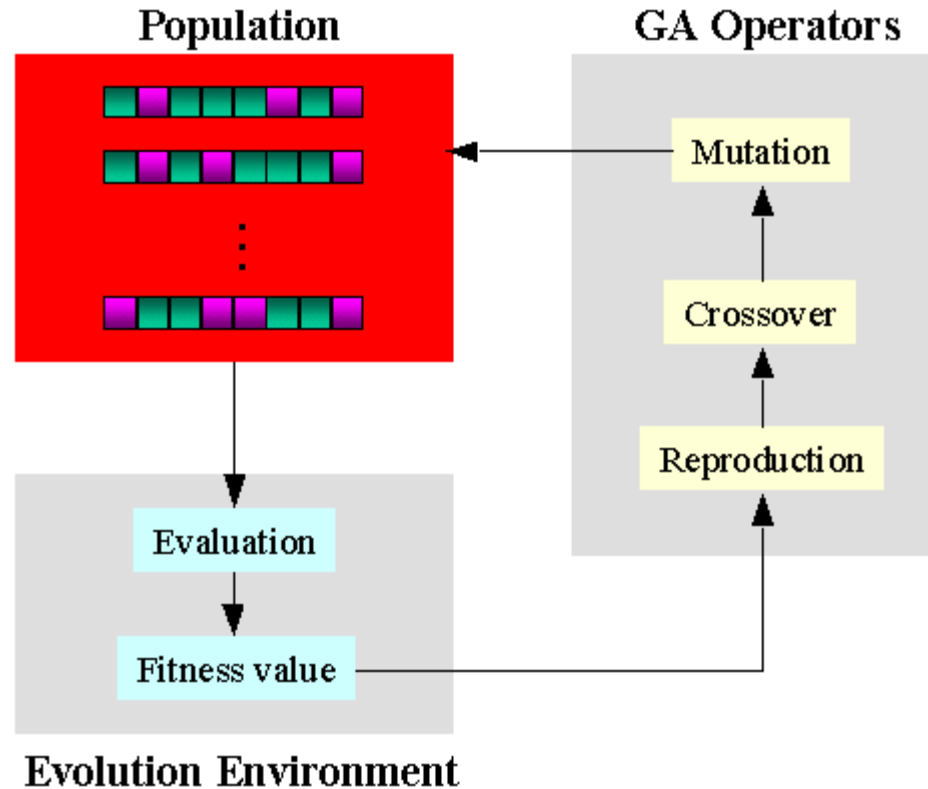 Population
GA Operators
Mutation
Crossover
Reproduction
Evaluation
Fitness value
Evolution Environment